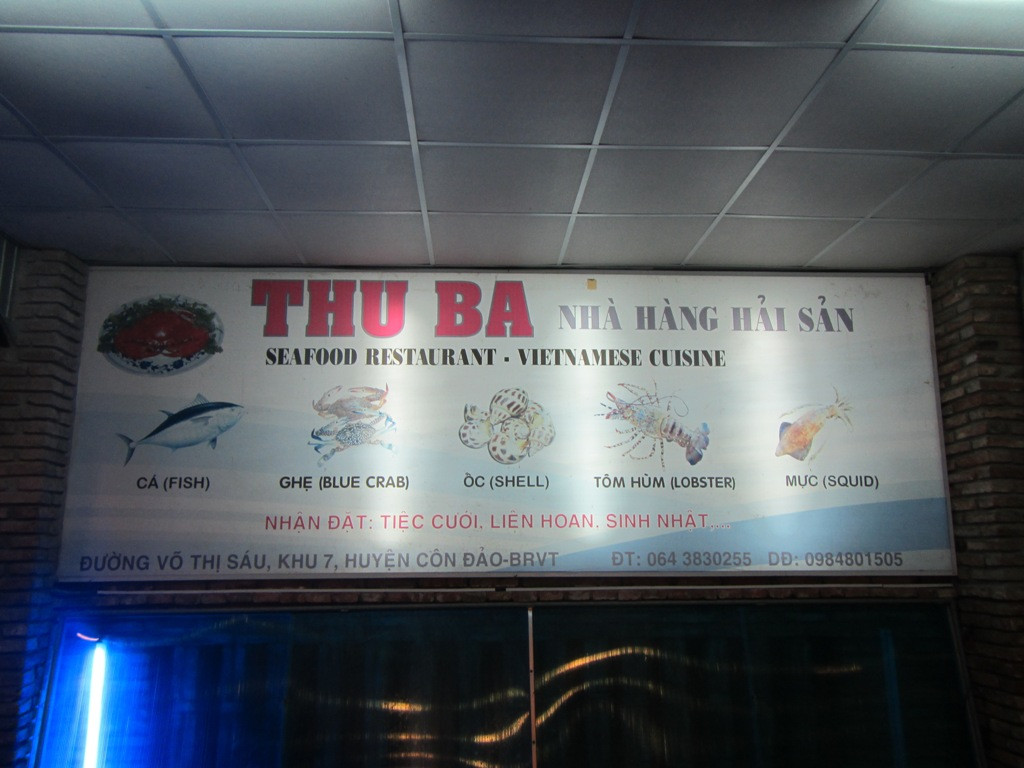 THU BA NHÀ HÀNG HẢI SẢN
SEAFOOD RESTAURANT - VIETNAMESE CUISINE
CÁ (FISH) GHẸ (BLUE CRAB) ỐC (SHELL) TÔM HÙM (LOBSTER) MỰC (SQUID)
NHẬN ĐẶT: TIỆC CƯỚI. LIÊN HOAN. SINH NHẬT....
ĐƯỜNG VÕ THỊ SÁU, KHU 7, HUYỆN CÔN ĐẢO-BRVT ĐT: 064 3830255 DĐ: 0984801505